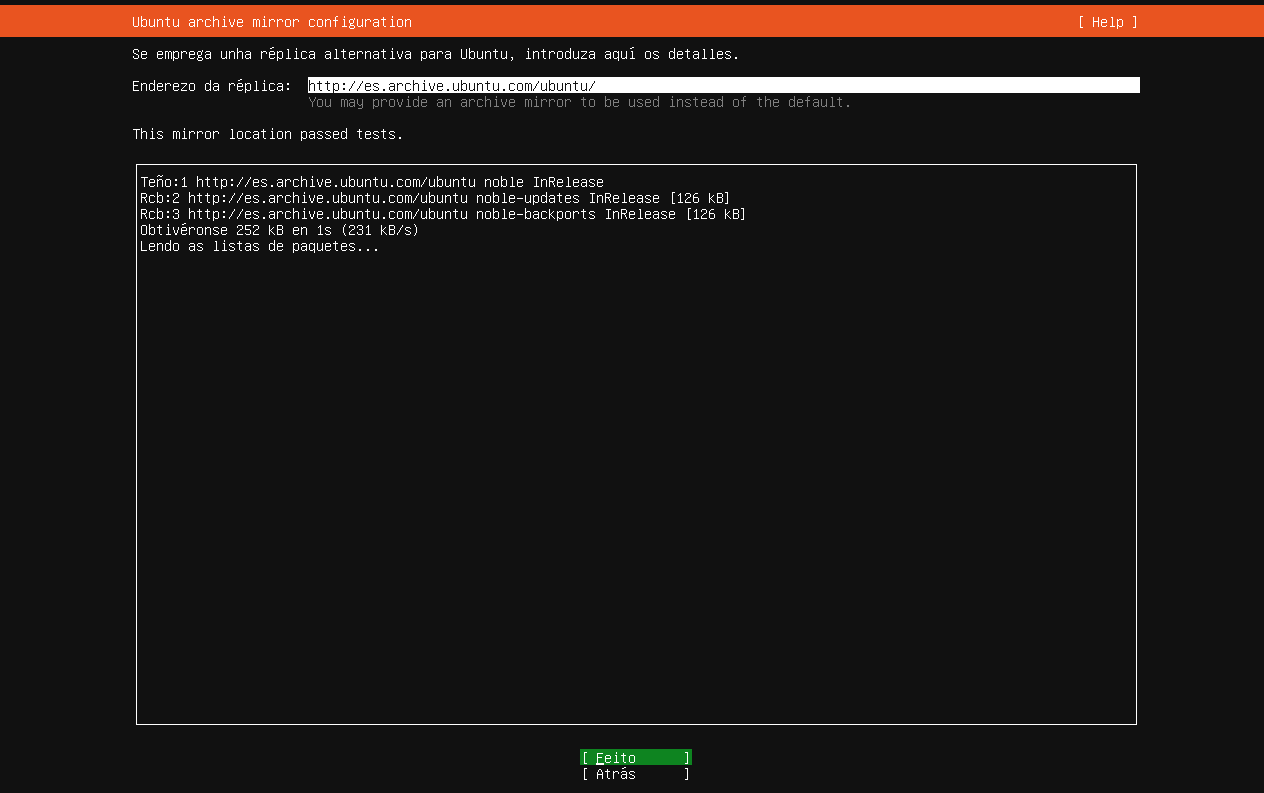 Ubuntu archive mirror configuration [ Help ]
Se emprega unha réplica alternativa para Ubuntu, introduza aquí os detalles.
Enderezo da réplica: http://es.archive.ubuntu.com/ubuntu/
You may provide an archive mirror to be used instead of the default.
This mirror location passed tests.
Teño:1 http://es.archive.ubuntu.com/ubuntu noble InRelease
Rcb:2 http://es.archive.ubuntu.com/ubuntu noble-updates InRelease [126 kB]
Rcb:3 http://es.archive.ubuntu.com/ubuntu noble-backports InRelease [126 kB]
Obtivéronse 252 kB en 1s (231 kB/s)
Lendo as listas de paquetes...
[ Feito ]
[ Atrás ]